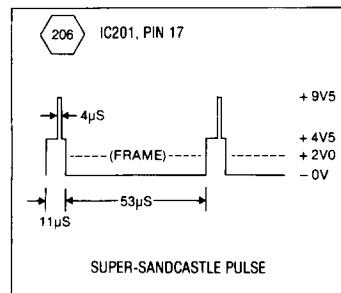 206 IC201, PIN 17
+ 9V5
4µS
+ 4V5
(FRAME)
+ 2V0
– 0V
53µS
11µS
SUPER-SANDCASTLE PULSE